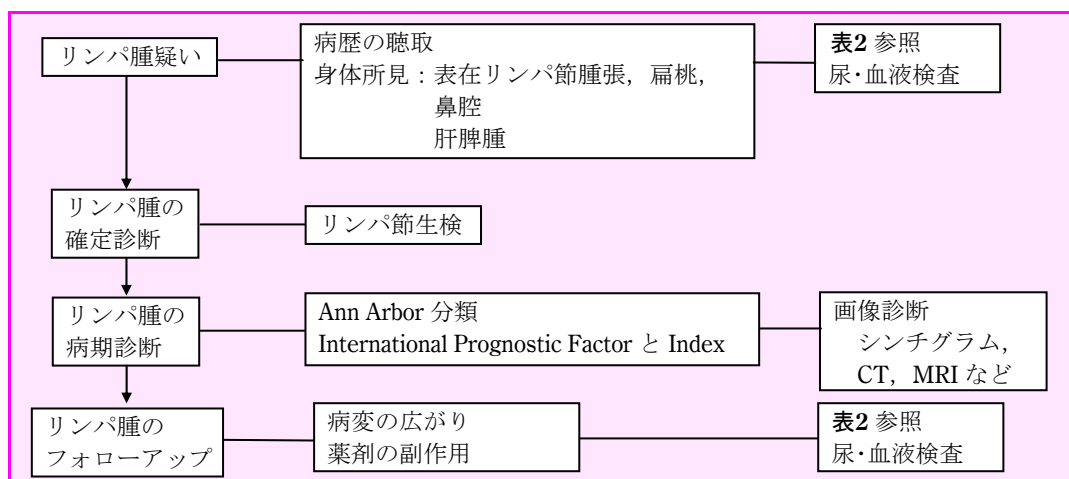 リンパ腫疑い
病歴の聴取
身体所見：表在リンパ節腫張，扁桃，
鼻腔
肝脾腫
表2 参照
尿・血液検査
リンパ腫の
確定診断
リンパ節生検
リンパ腫の
病期診断
Ann Arbor 分類
International Prognostic Factor と Index
画像診断
シンチグラム，
CT，MRI など
リンパ腫の
フォローアップ
病変の広がり
薬剤の副作用
表2 参照
尿・血液検査